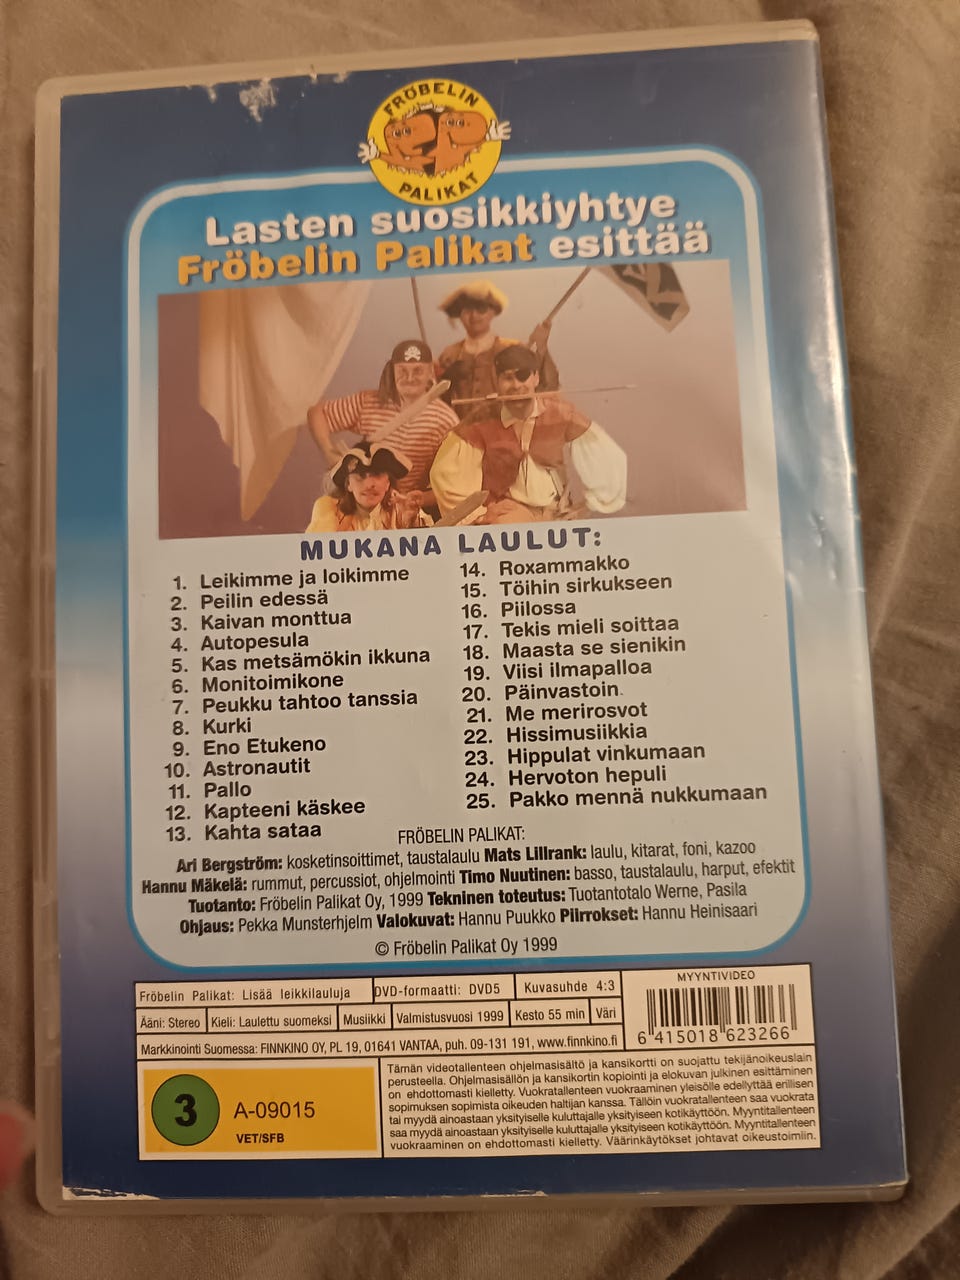 FRÖBELIN
PALIKAT
Lasten suosikkiyhtye
Fröbelin Palikat esittää
MUKANA LAULUT:
1. Leikimme ja loikimme
2. Peilin edessä
3. Kaivan monttua
4. Autopesula
5. Kas metsämökin ikkuna
6. Monitoimikone
7. Peukku tahtoo tanssia
8. Kurki
9. Eno Etukeno
10. Astronautit
11. Pallo
12. Kapteeni käskee
13. Kahta sataa
14. Roxammakko
15. Töihin sirkukseen
16. Piilossa
17. Tekis mieli soittaa
18. Maasta se sienikin
19. Viisi ilmapalloa
20. Päinvastoin
21. Me merirosvot
22. Hissimusiikkia
23. Hippulat vinkumaan
24. Hervoton hepuli
25. Pakko mennä nukkumaan
FRÖBELIN PALIKAT:
Ari Bergström: kosketinsoittimet, taustalaulu Mats Lillrank: laulu, kitarat, foni, kazoo
Hannu Mäkelä: rummut, percussiot, ohjelmointi Timo Nuutinen: basso, taustalaulu, harput, efektit
Tuotanto: Fröbelin Palikat Oy, 1999 Tekninen toteutus: Tuotantotalo Werne, Pasila
Ohjaus: Pekka Munsterhjelm Valokuvat: Hannu Puukko Piirrokset: Hannu Heinisaari
© Fröbelin Palikat Oy 1999
Fröbelin Palikat: Lisää leikkilauluja DVD-formaatti: DVD5 Kuvasuhde 4:3
Ääni: Stereo Kieli: Laulettu suomeksi Musiikki Valmistusvuosi 1999 Kesto 55 min Väri
Markkinointi Suomessa: FINNKINO OY, PL 19, 01641 VANTAA, puh. 09-131 191, www.finnkino.fi
MYYNTIVIDEO
6 415018 623266
3
A-09015
VET/SFB
Tämän videotallenteen ohjelmasisältö ja kansikortti on suojattu tekijänoikeuslain
perusteella. Ohjelmasisällön ja kansikortin kopiointi ja elokuvan julkinen esittäminen
on ehdottomasti kielletty. Vuokratallenteen vuokraaminen yleisölle edellyttää erillisen
sopimuksen sopimista oikeuden haltijan kanssa. Tällöin vuokratallenteen saa vuokrata
tai myydä ainoastaan yksityiselle kuluttajalle yksityiseen kotikäyttöön. Myyntitallenteen
saa myydä ainoastaan yksityiselle kuluttajalle yksityiseen kotikäyttöön. Myyntitallenteen
vuokraaminen on ehdottomasti kielletty. Väärinkäytökset johtavat oikeustoimiin.